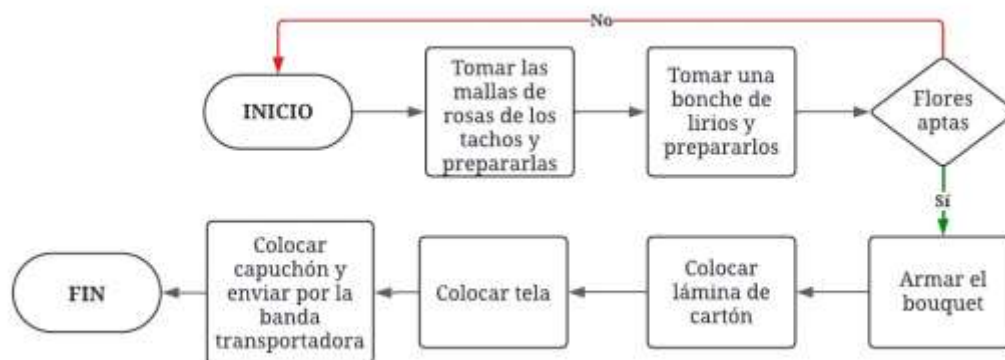 No
INICIO
Tomar las
mallas de
rosas de los
tachos y
prepararlas
Tomar una
bonche de
lirios y
prepararlos
Flores
aptas
Sí
Armar el
bouquet
Colocar
lámina de
cartón
Colocar tela
Colocar
capuchón y
enviar por la
banda
transportadora
FIN